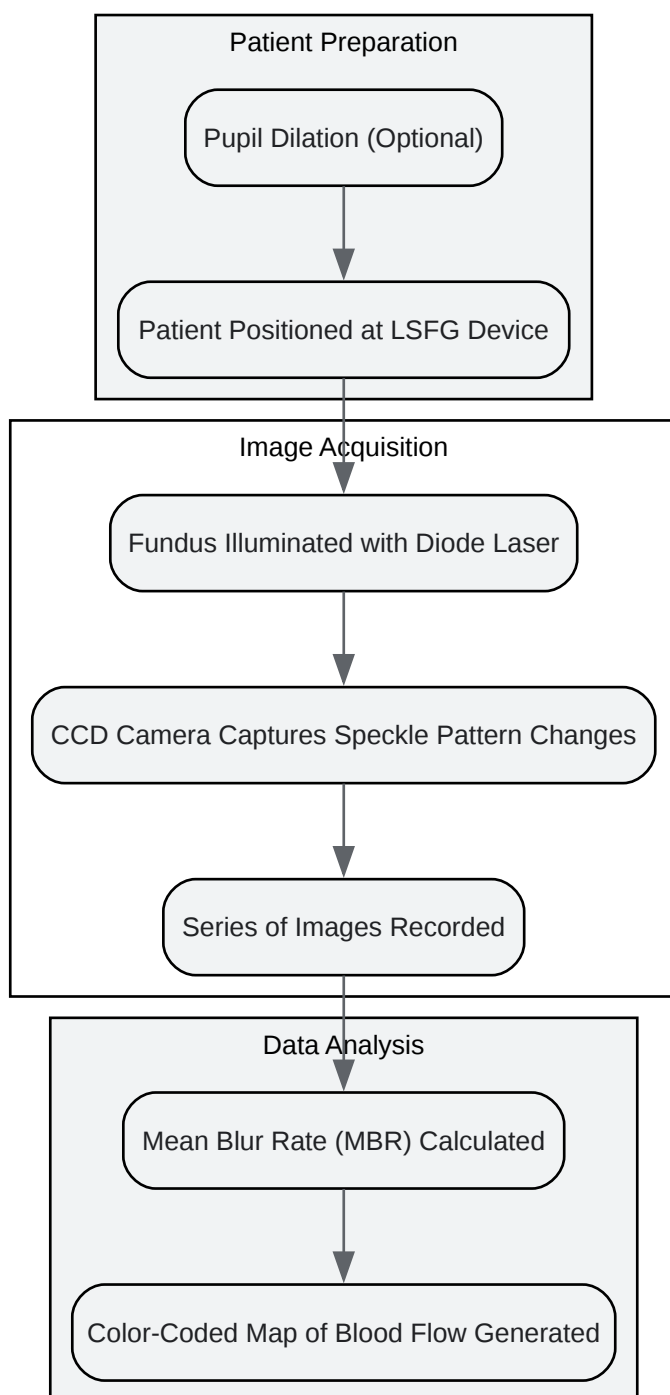 Patient Preparation
Pupil Dilation (Optional)
Patient Positioned at LSFG Device
Image Acquisition
Fundus Illuminated with Diode Laser
CCD Camera Captures Speckle Pattern Changes
Series of Images Recorded
Data Analysis
Mean Blur Rate (MBR) Calculated
Color-Coded Map of Blood Flow Generated